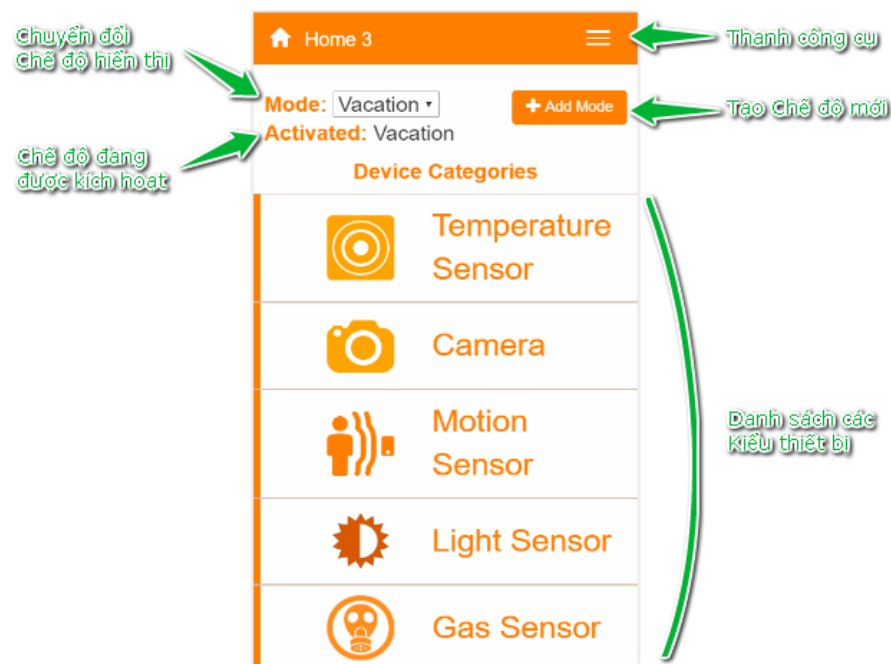 Chuyển đổi
Chế độ hiển thị
Home 3
Thanh công cụ
Mode: Vacation
Add Mode
Tạo Chế độ mới
Activated: Vacation
Chế độ đang
được kích hoạt
Device Categories
Temperature
Sensor
Camera
Motion
Sensor
Danh sách các
Kiểu thiết bị
Light Sensor
Gas Sensor